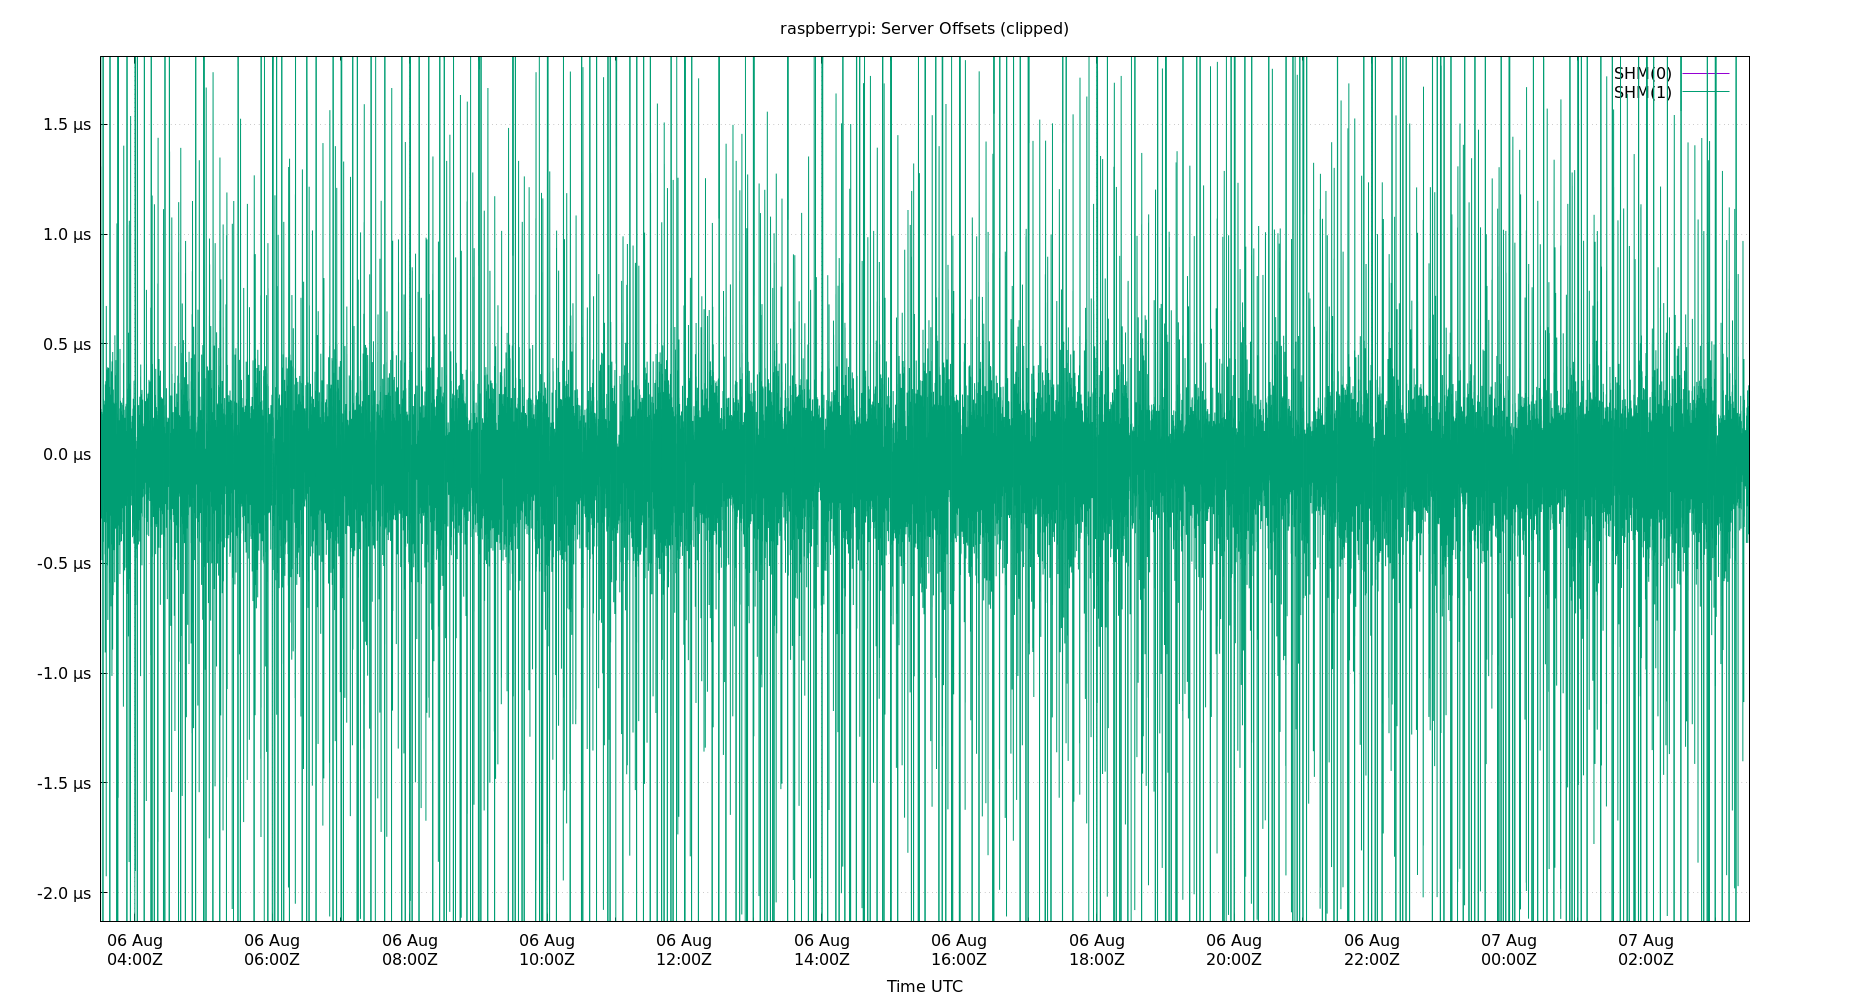 raspberrypi: Server Offsets (clipped)
SHM(0)
SHM(1)
1.5 µs
1.0 µs
0.5 µs
0.0 µs
-0.5 µs
-1.0 µs
-1.5 µs
-2.0 µs
06 Aug 06 Aug 06 Aug 06 Aug 06 Aug 06 Aug 06 Aug 06 Aug 06 Aug 06 Aug 07 Aug 07 Aug
04:00Z 06:00Z 08:00Z 10:00Z 12:00Z 14:00Z 16:00Z 18:00Z 20:00Z 22:00Z 00:00Z 02:00Z
Time UTC